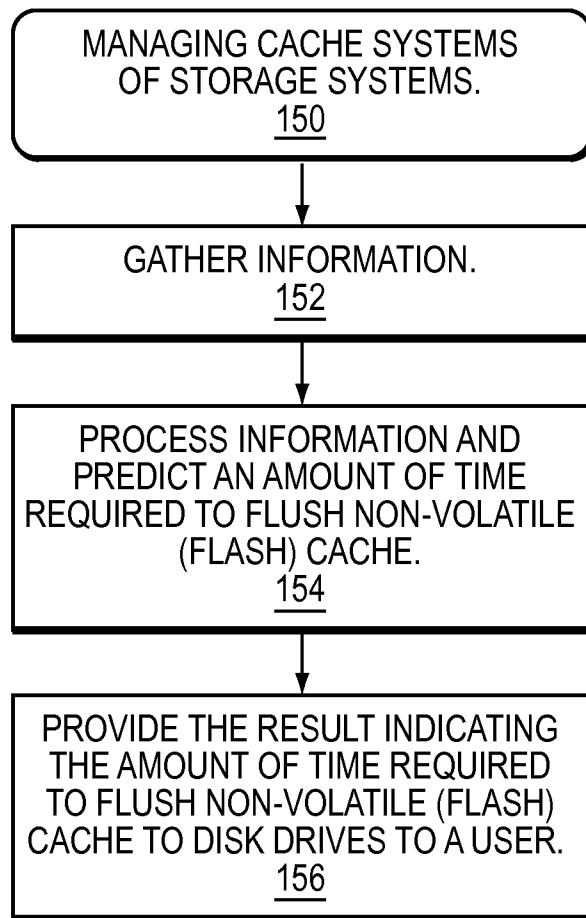 MANAGING CACHE SYSTEMS
OF STORAGE SYSTEMS.
150
GATHER INFORMATION.
152
PROCESS INFORMATION AND
PREDICT AN AMOUNT OF TIME
REQUIRED TO FLUSH NON-VOLATILE
(FLASH) CACHE.
154
PROVIDE THE RESULT INDICATING
THE AMOUNT OF TIME REQUIRED
TO FLUSH NON-VOLATILE (FLASH)
CACHE TO DISK DRIVES TO A USER.
156